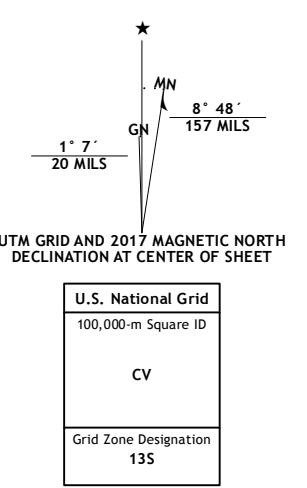 MN
8° 48´
157 MILS
GN
1° 7´
20 MILS
UTM GRID AND 2017 MAGNETIC NORTH
DECLINATION AT CENTER OF SHEET
U.S. National Grid
100,000-m Square ID
CV
Grid Zone Designation
13S